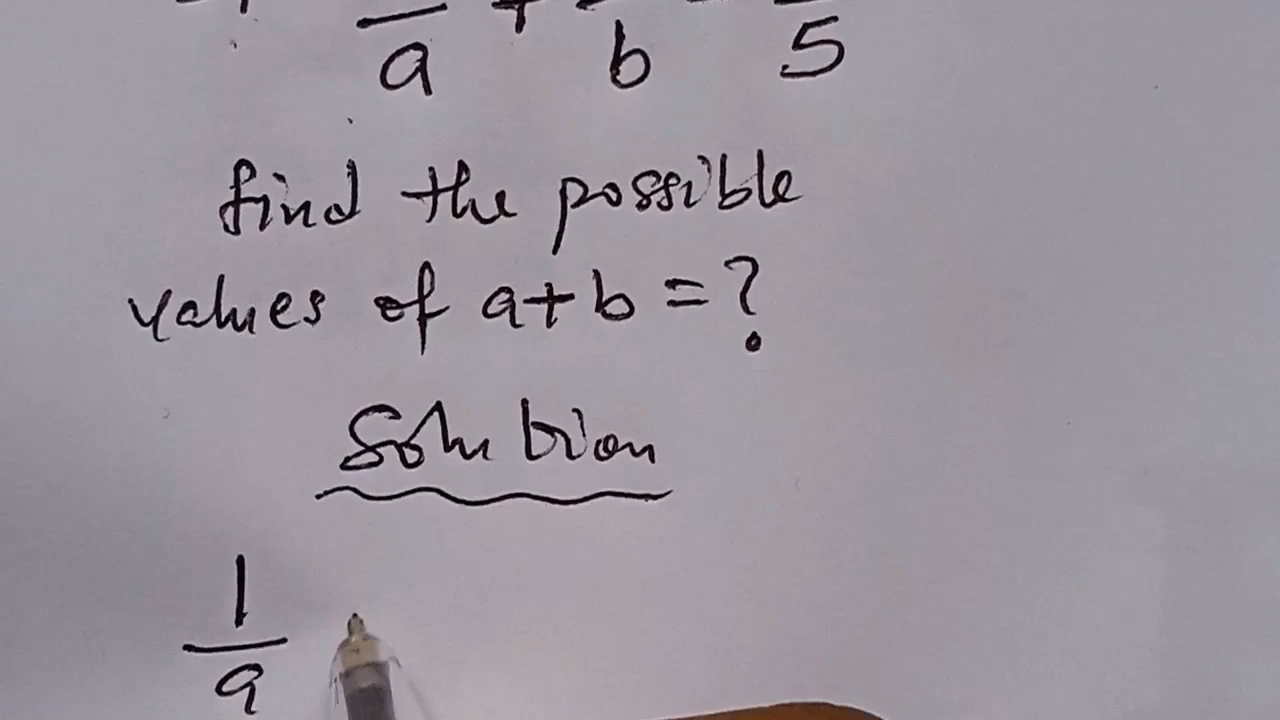 a + b 5
find the possible
values of a+b=?
Solution
1
a